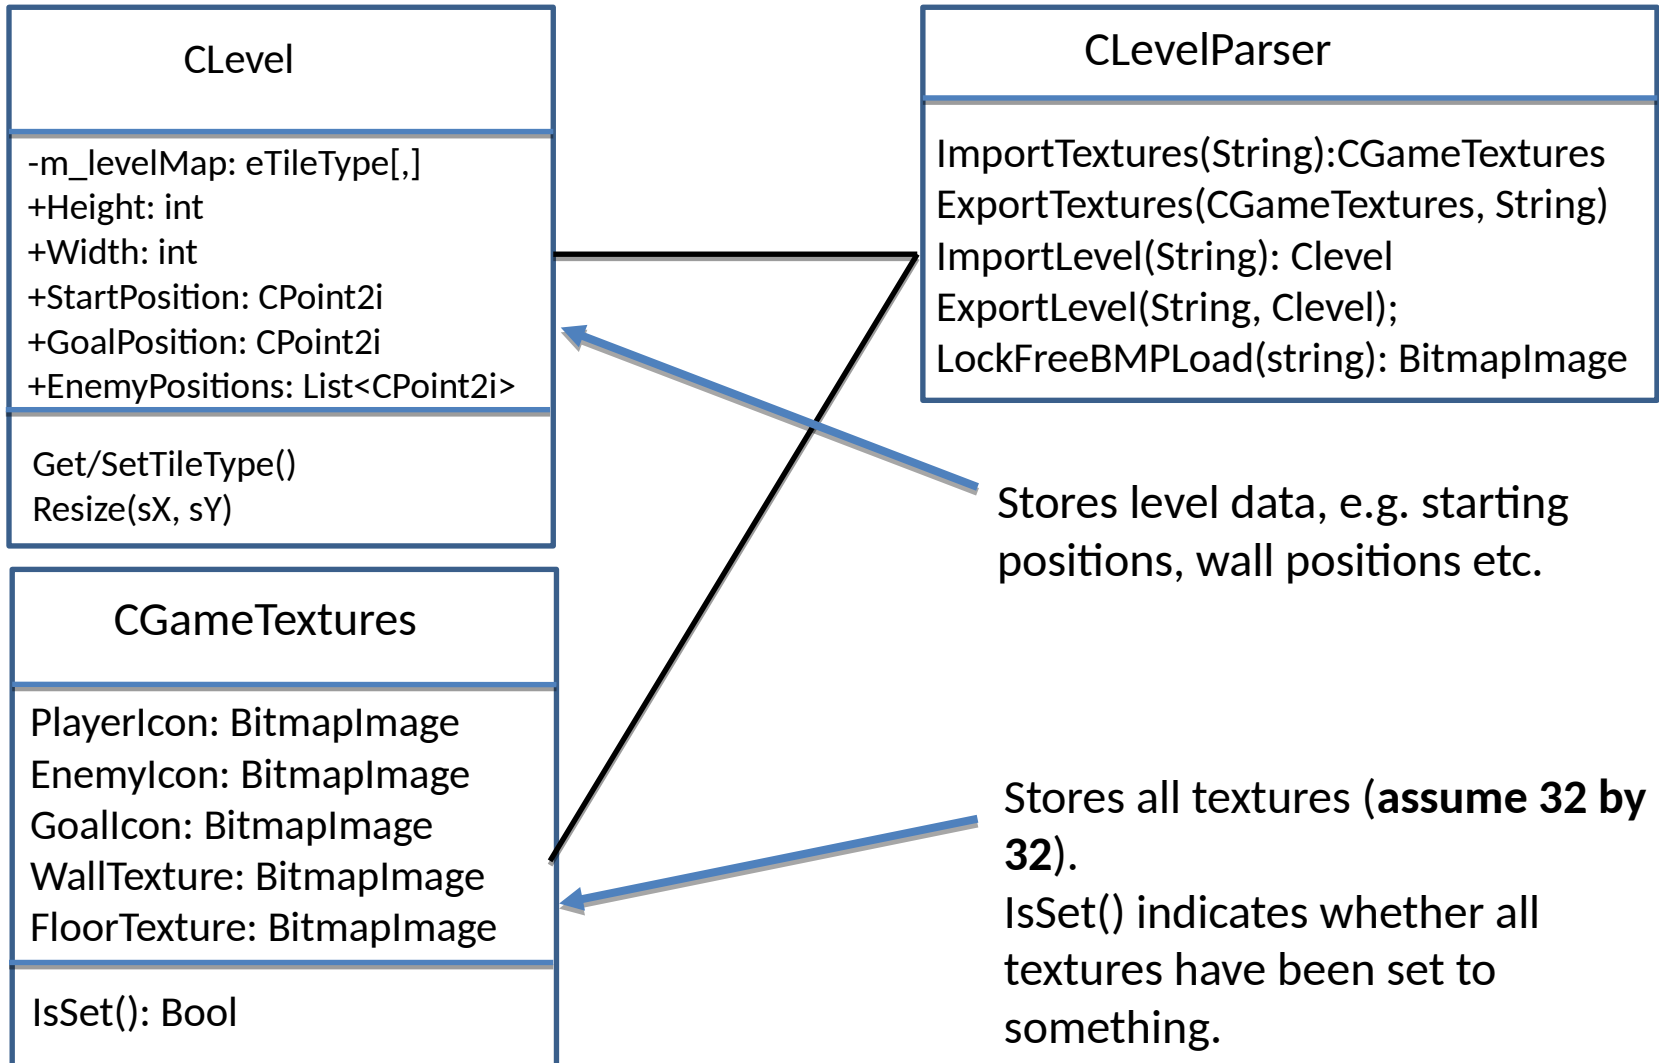 CLevel
-m_levelMap: eTileType[,]
+Height: int
+Width: int
+StartPosition: CPoint2i
+GoalPosition: CPoint2i
+EnemyPositions: List<CPoint2i>
Get/SetTileType()
Resize(sX, sY)
CLevelParser
ImportTextures(String):CGameTextures
ExportTextures(CGameTextures, String)
ImportLevel(String): Clevel
ExportLevel(String, Clevel);
LockFreeBMPLoad(string): BitmapImage
Stores level data, e.g. starting
positions, wall positions etc.
CGameTextures
PlayerIcon: BitmapImage
EnemyIcon: BitmapImage
GoalIcon: BitmapImage
WallTexture: BitmapImage
FloorTexture: BitmapImage
IsSet(): Bool
Stores all textures (assume 32 by
32).
IsSet() indicates whether all
textures have been set to
something.